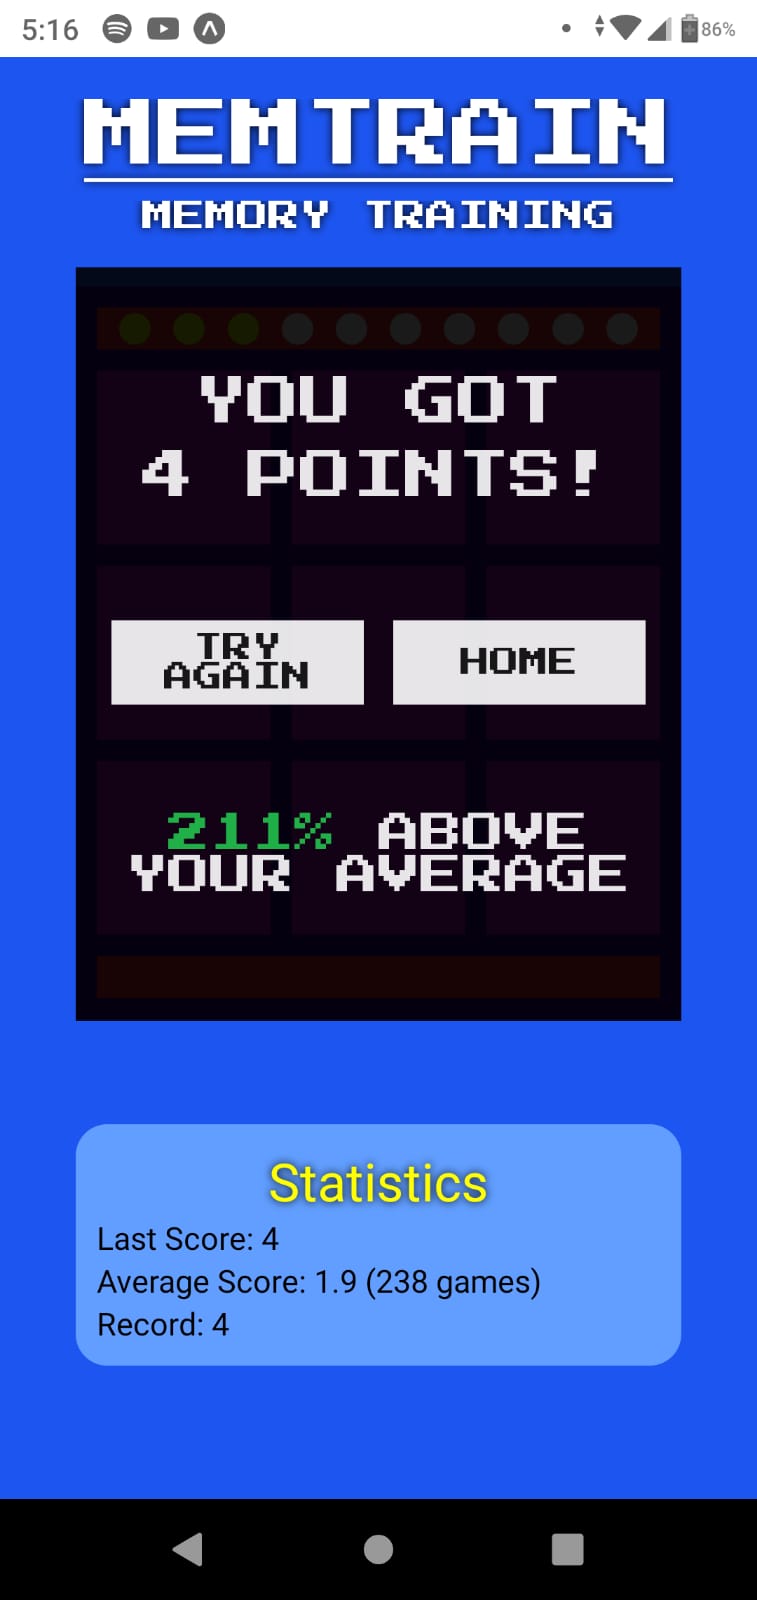 5:16
86%
MEMTRAIN
MEMORY TRAINING
YOU GOT
4 POINTS!
TRY
AGAIN
HOME
211% ABOVE
YOUR AVERAGE
Statistics
Last Score: 4
Average Score: 1.9 (238 games)
Record: 4